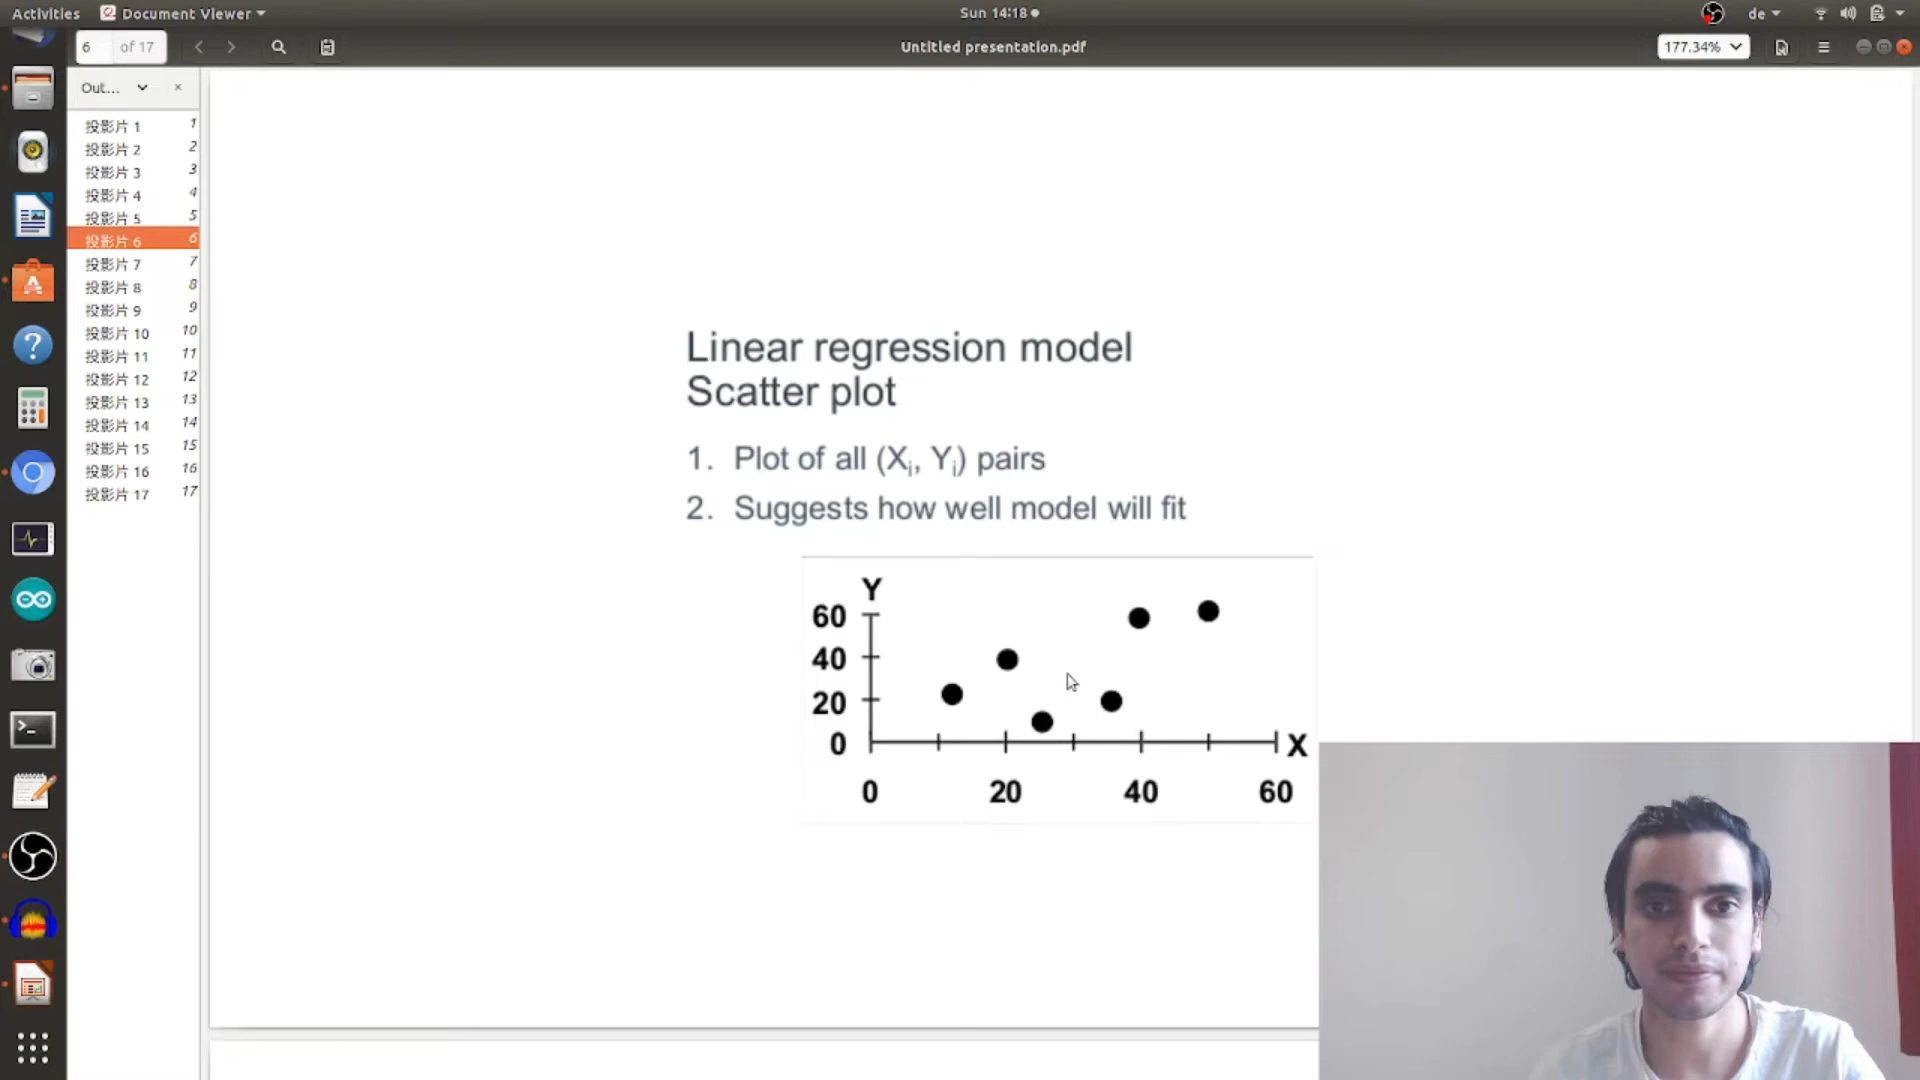 Activities
Document Viewer
Sun 14:18
de
6 of 17
Untitled presentation.pdf
177.34%
Out...
投影片 1 1
投影片 2 2
投影片 3 3
投影片 4 4
投影片 5 5
投影片 6 6
投影片 7 7
投影片 8 8
投影片 9 9
投影片 10 10
投影片 11 11
投影片 12 12
投影片 13 13
投影片 14 14
投影片 15 15
投影片 16 16
投影片 17 17
Linear regression model
Scatter plot
1. Plot of all (Xi, Yi) pairs
2. Suggests how well model will fit
Y
60
40
20
0
X
0 20 40 60